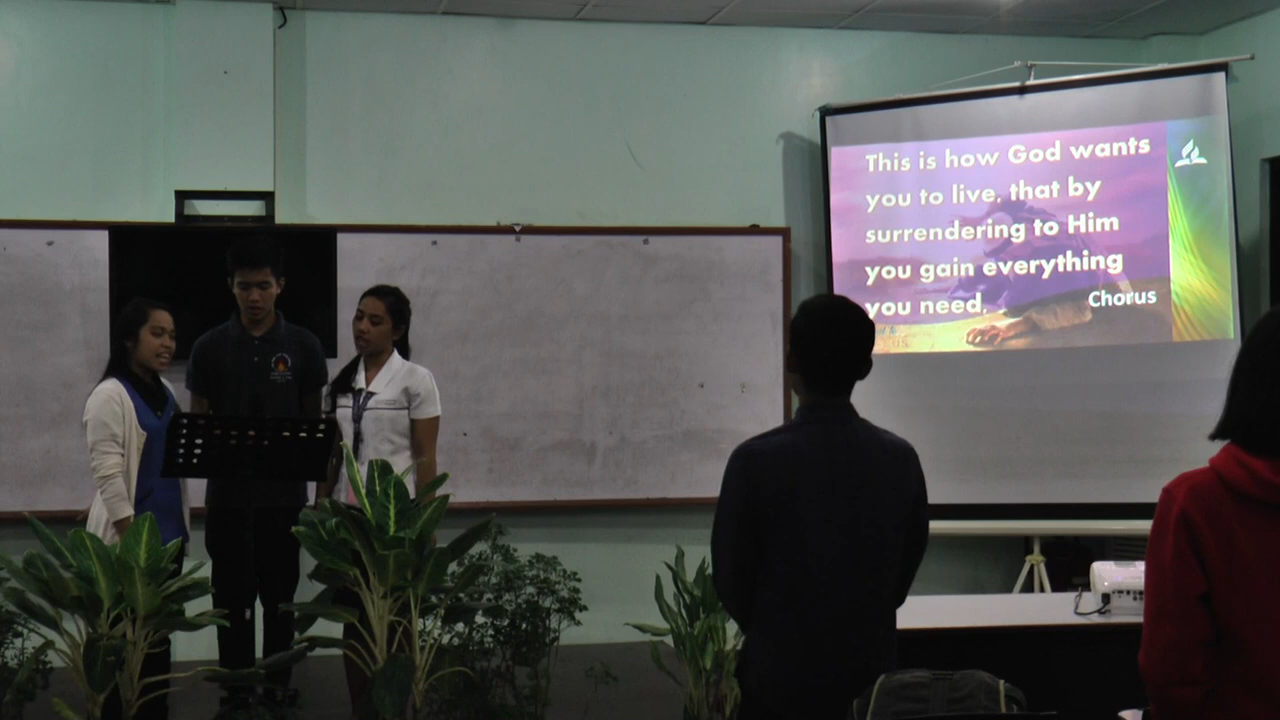 This is how God wants
you to live, that by
surrendering to Him
you gain everything
you need,
Chorus